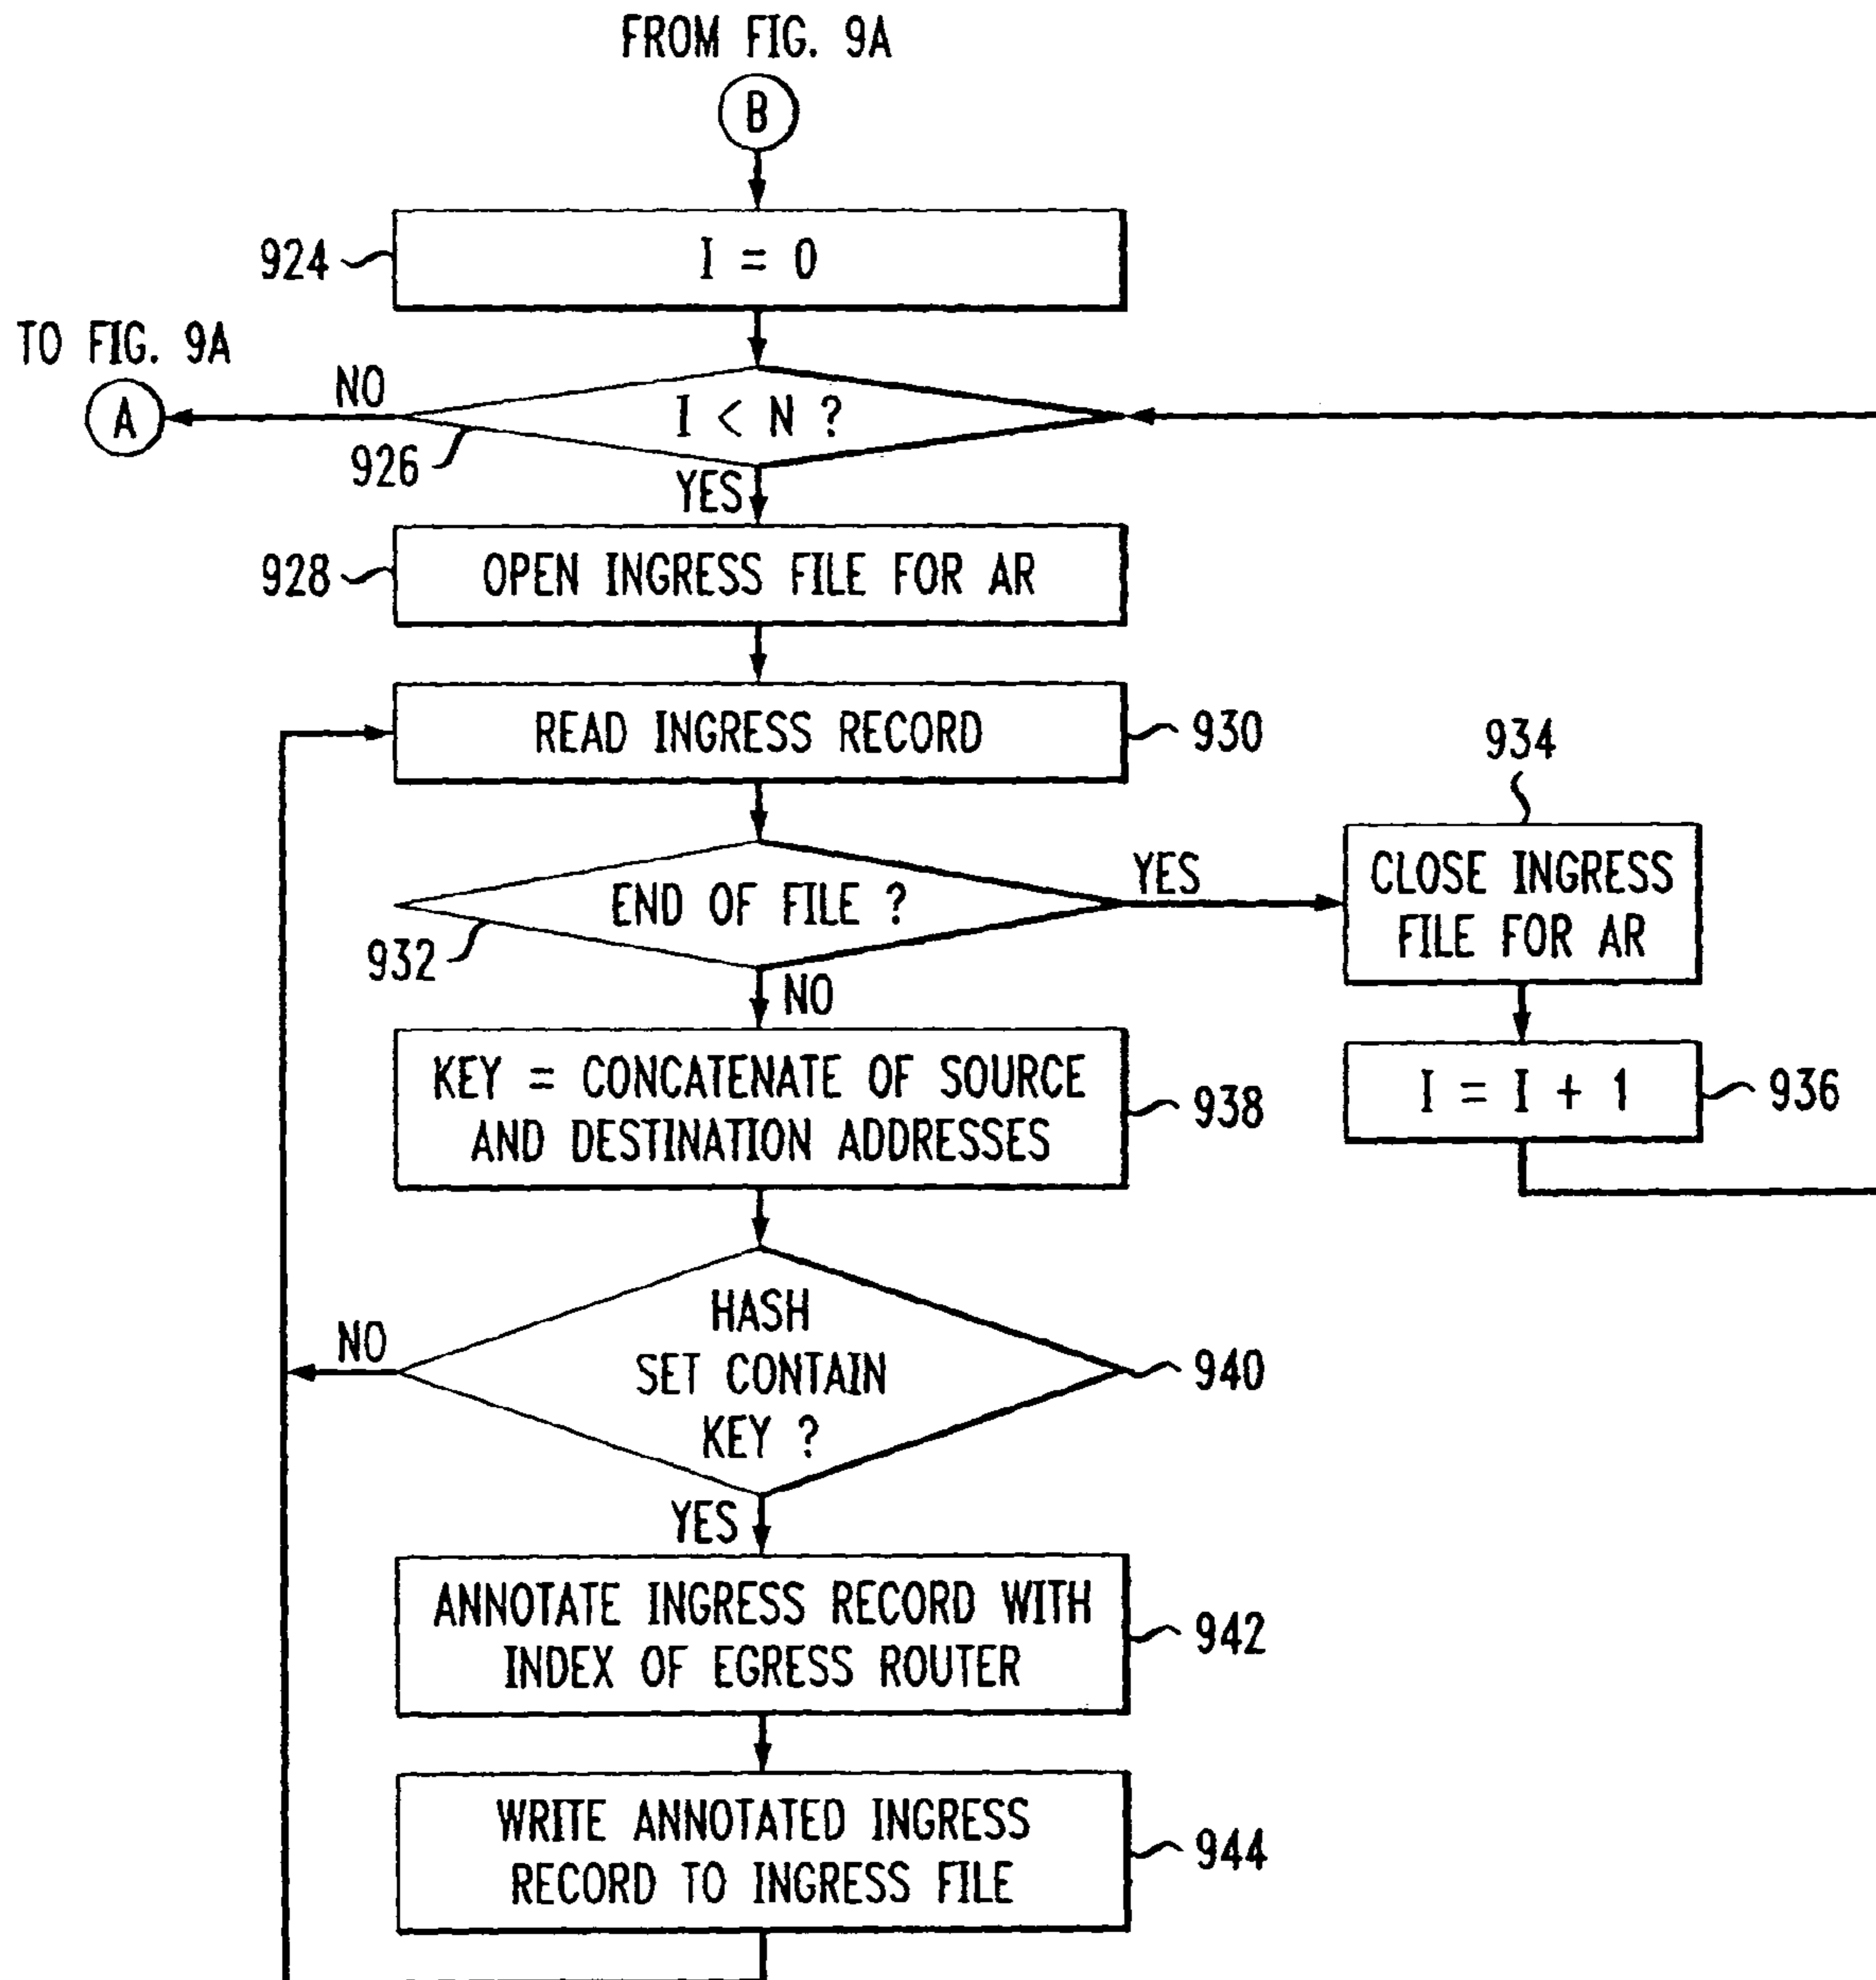 FROM FIG. 9A
B
924
I = 0
TO FIG. 9A
A
NO
I < N ?
926
YES
928
OPEN INGRESS FILE FOR AR
READ INGRESS RECORD
930
934
END OF FILE ?
YES
932
CLOSE INGRESS
FILE FOR AR
NO
KEY = CONCATENATE OF SOURCE
AND DESTINATION ADDRESSES
938
I = I + 1
936
HASH
SET CONTAIN
KEY ?
NO
940
YES
ANNOTATE INGRESS RECORD WITH
INDEX OF EGRESS ROUTER
942
WRITE ANNOTATED INGRESS
RECORD TO INGRESS FILE
944